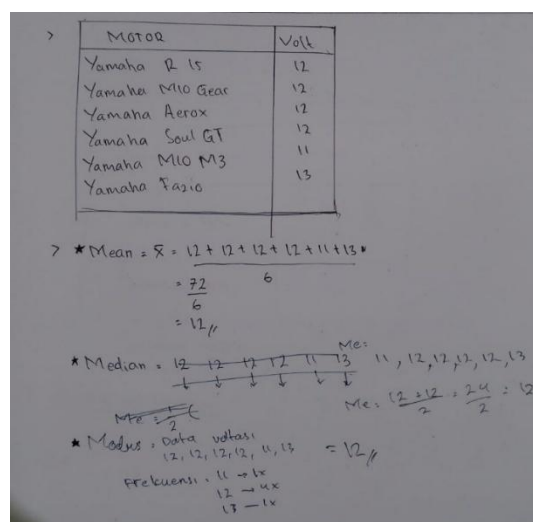 > MOTOR Volt
Yamaha R 15 12
Yamaha MIO Gear 12
Yamaha Aerox 12
Yamaha Soul GT 12
Yamaha MIO M3 11
Yamaha Fazio 13
> ★ Mean = x̄ = 12 + 12 + 12 + 12 + 11 + 13
6
= 72
6
= 12 //
★ Median = 12 12 12 12 11 13 Me: 11, 12, 12, 12, 12, 13
↓ ↓ ↓ ↓ ↓ ↓
Me = 
2
Me = 12 + 12 = 24 = 12
2 2
★ Modus = Data voltasi
12, 12, 12, 12, 11, 13 = 12 //
Frekuensi = 11 → 1x
12 → 4x
13 — 1x